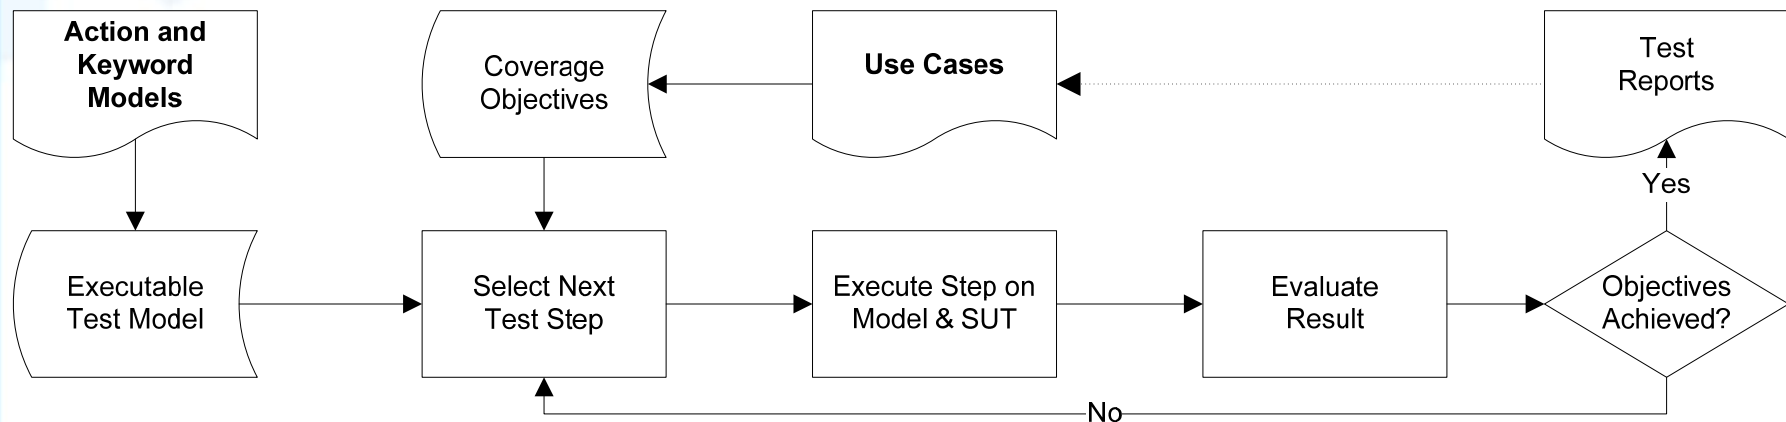 Action and
Keyword
Models
Coverage
Objectives
Use Cases
Test
Reports
Yes
Executable
Test Model
Select Next
Test Step
Execute Step on
Model & SUT
Evaluate
Result
Objectives
Achieved?
No